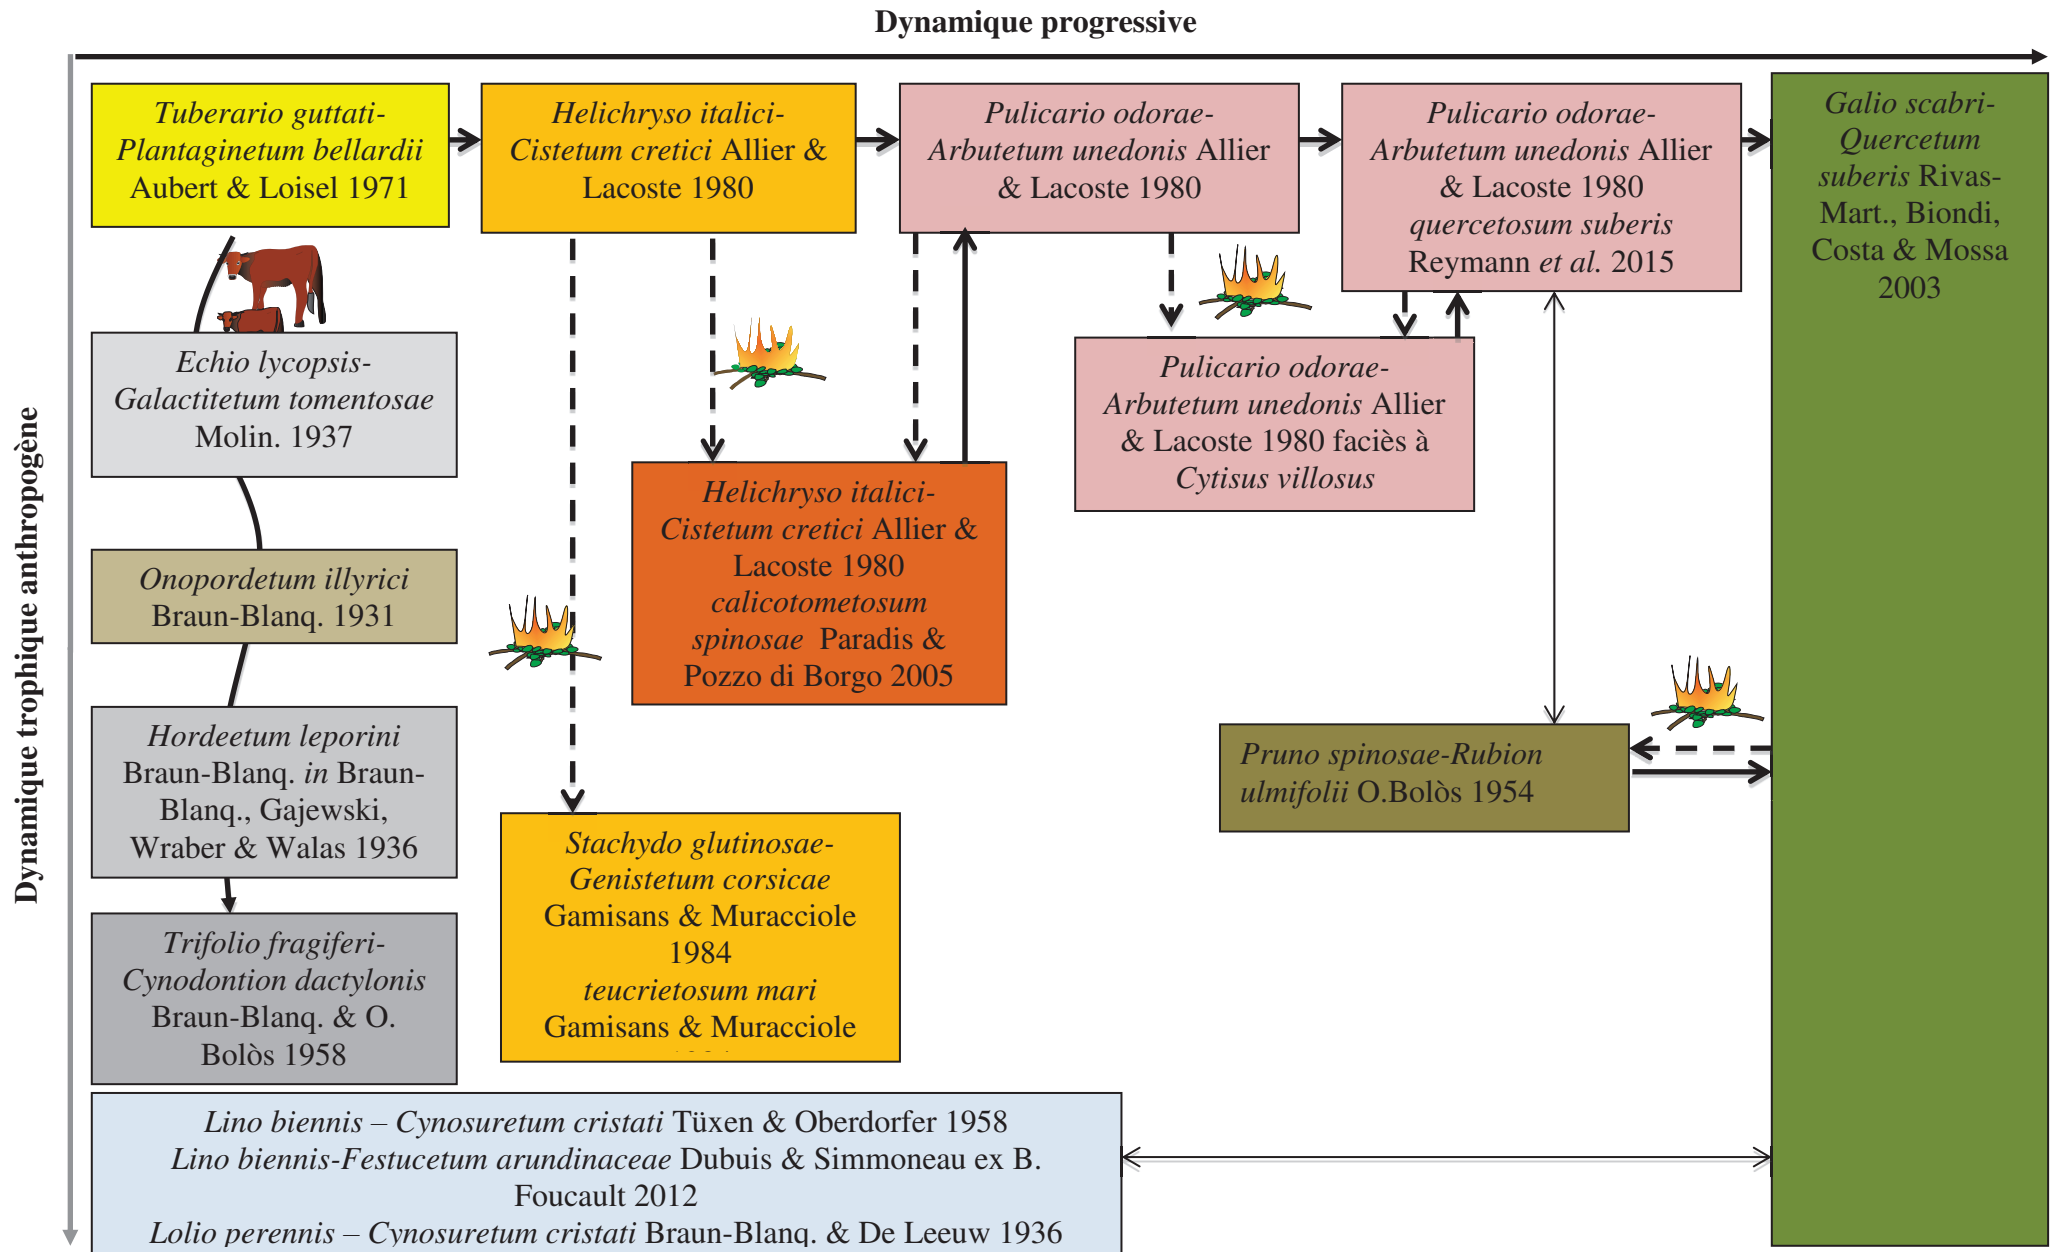 Dynamique progressive
Dynamique trophique anthropogène
Tuberario guttati-
Plantaginetum bellardii
Aubert & Loisel 1971
Helichryso italici-
Cistetum cretici Allier &
Lacoste 1980
Pulicario odorae-
Arbutetum unedonis Allier
& Lacoste 1980
Pulicario odorae-
Arbutetum unedonis Allier
& Lacoste 1980
quercetosum suberis
Reymann et al. 2015
Galio scabri-
Quercetum
suberis Rivas-
Mart., Biondi,
Costa & Mossa
2003
Echio lycopsis-
Galactitetum tomentosae
Molin. 1937
Pulicario odorae-
Arbutetum unedonis Allier
& Lacoste 1980 faciès à
Cytisus villosus
Helichryso italici-
Cistetum cretici Allier &
Lacoste 1980
calicotometosum
spinosae Paradis &
Pozzo di Borgo 2005
Onopordetum illyrici
Braun-Blanq. 1931
Hordeetum leporini
Braun-Blanq. in Braun-
Blanq., Gajewski,
Wraber & Walas 1936
Pruno spinosae-Rubion
ulmifolii O.Bolòs 1954
Stachydo glutinosae-
Genistetum corsicae
Gamisans & Muracciole
1984
teucrietosum mari
Gamisans & Muracciole
Trifolio fragiferi-
Cynodontion dactylonis
Braun-Blanq. & O.
Bolòs 1958
Lino biennis – Cynosuretum cristati Tüxen & Oberdorfer 1958
Lino biennis-Festucetum arundinaceae Dubuis & Simmoneau ex B.
Foucault 2012
Lolio perennis – Cynosuretum cristati Braun-Blanq. & De Leeuw 1936